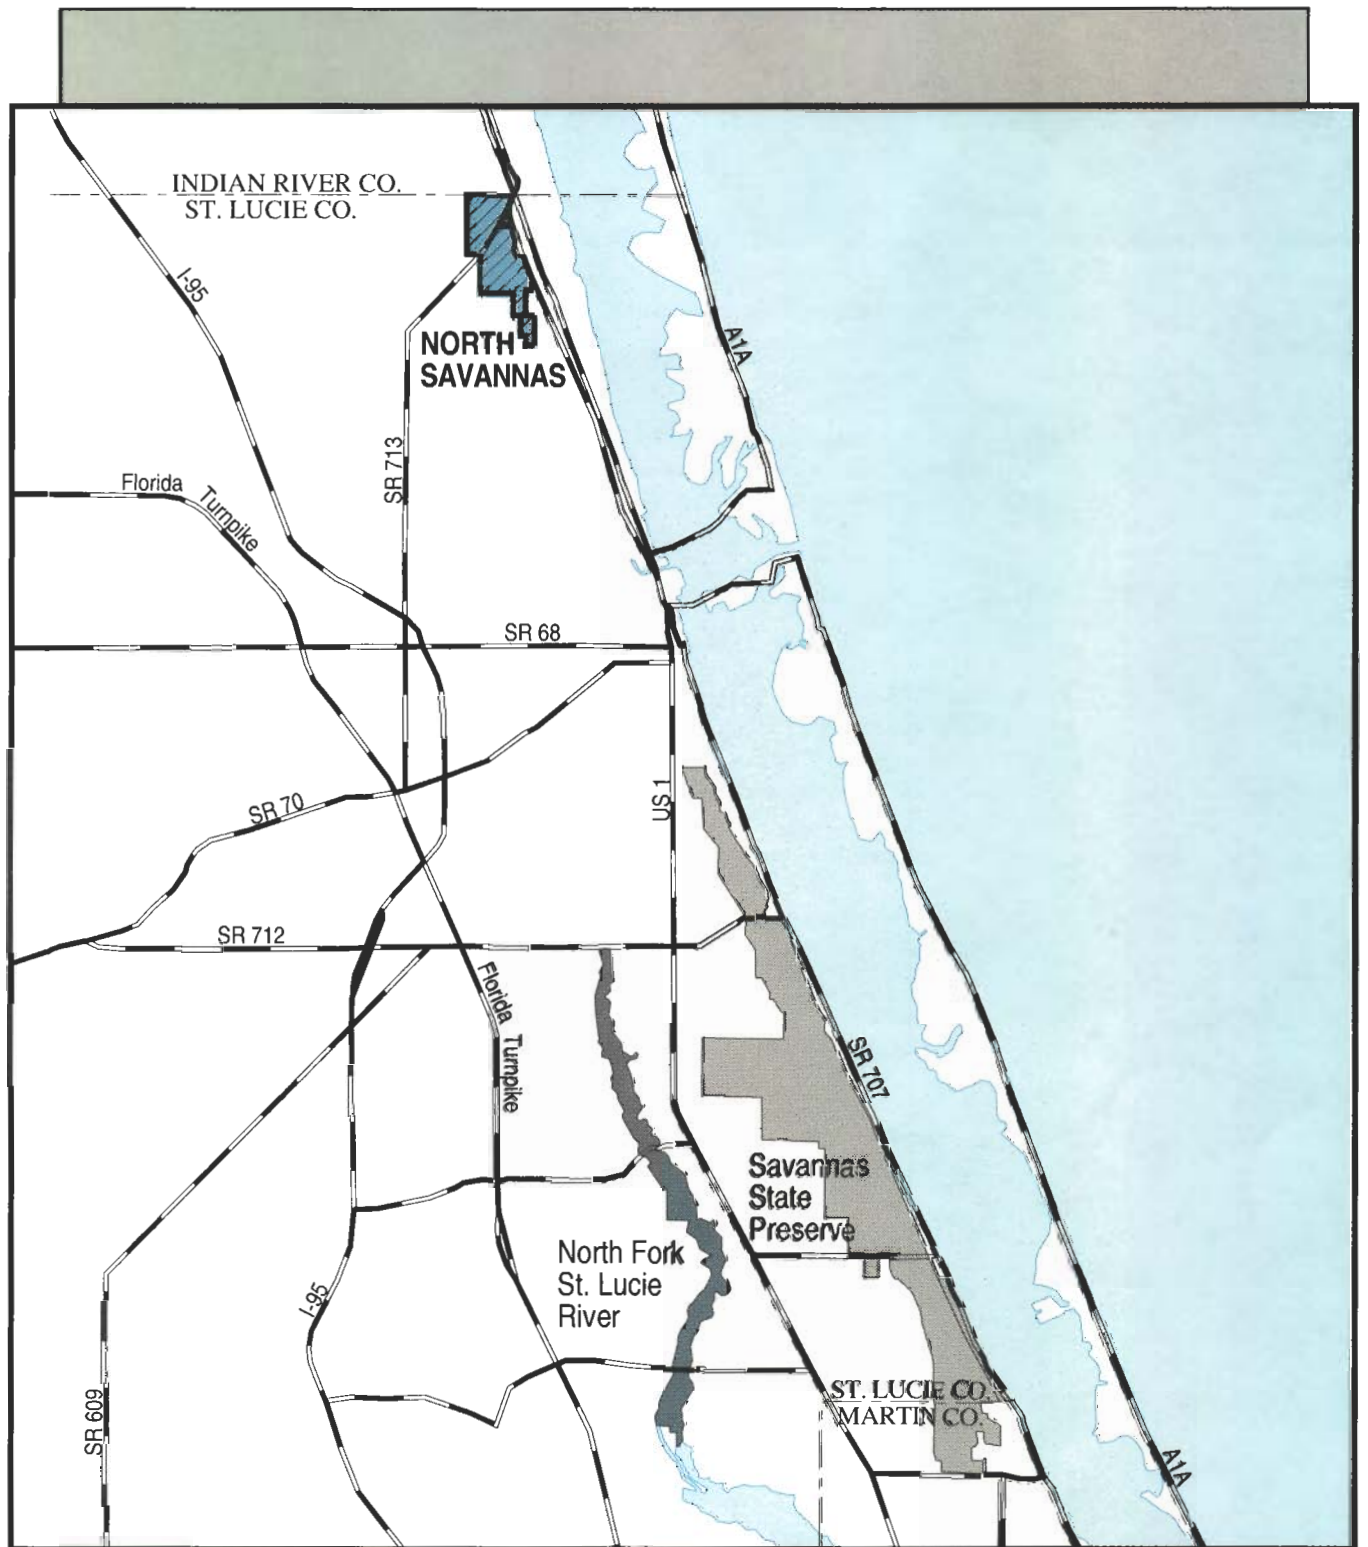 INDIAN RIVER CO.
ST. LUCIE CO.
I-95
A1A
NORTH
SAVANNAS
SR 713
Florida
Turnpike
SR 68
US 1
SR 70
SR 712
Florida
Turnpike
SR 707
Savannas
State
Preserve
North Fork
St. Lucie
River
I-95
ST. LUCIE CO.
MARTIN CO.
SR 609
A1A